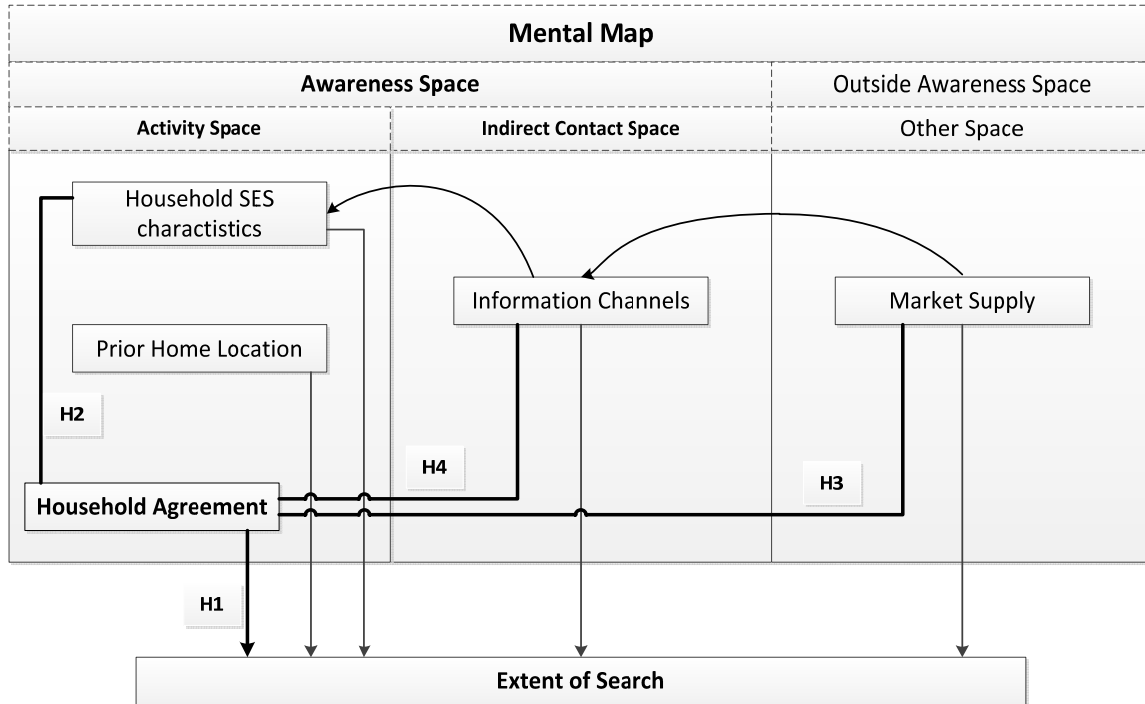 Mental Map
Awareness Space
Outside Awareness Space
Activity Space
Indirect Contact Space
Other Space
Household SES
charactistics
Information Channels
Market Supply
Prior Home Location
H2
H4
H3
Household Agreement
H1
Extent of Search